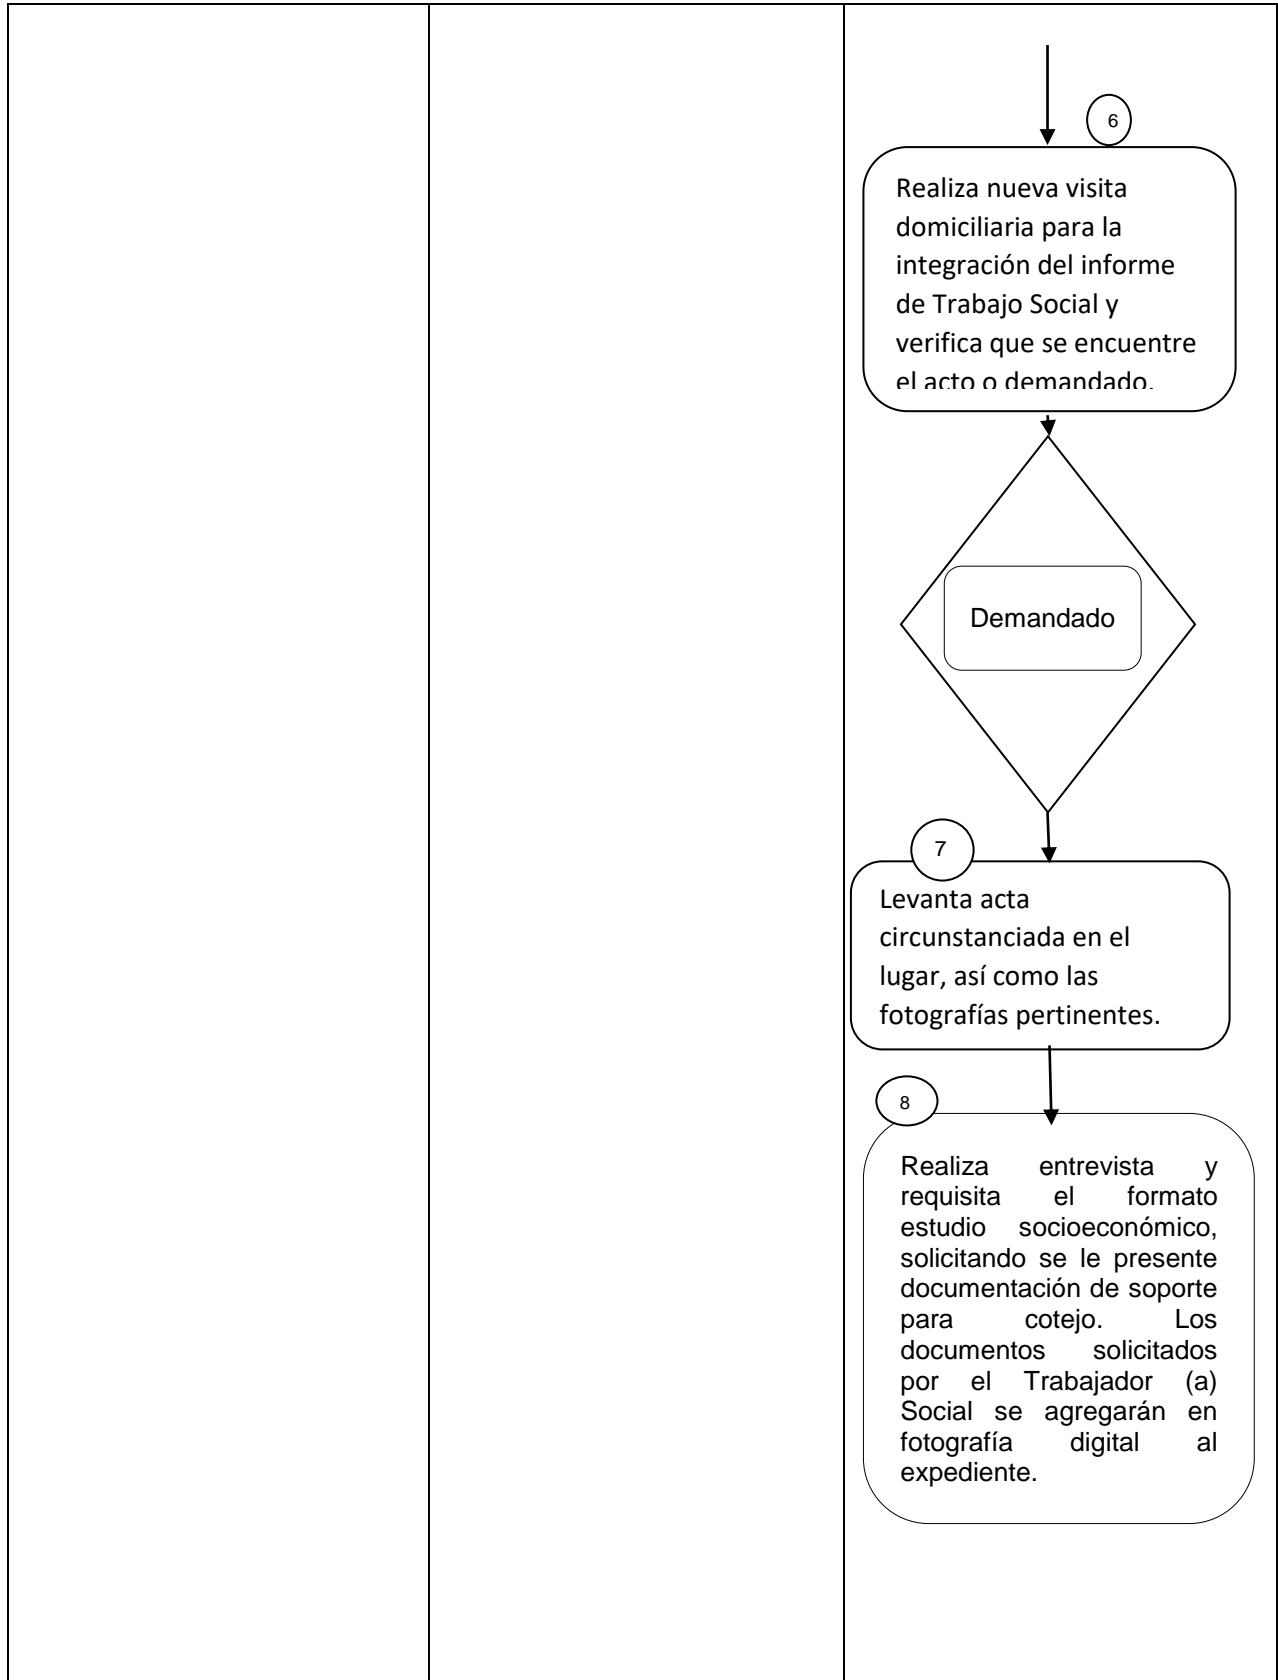 6
Realiza nueva visita
domiciliaria para la
integración del informe
de Trabajo Social y
verifica que se encuentre
el acto o demandado.
Demandado
7
Levanta acta
circunstanciada en el
lugar, así como las
fotografías pertinentes.
8
Realiza entrevista y
requisita el formato
estudio socioeconómico,
solicitando se le presente
documentación de soporte
para cotejo. Los
documentos solicitados
por el Trabajador (a)
Social se agregarán en
fotografía digital al
expediente.